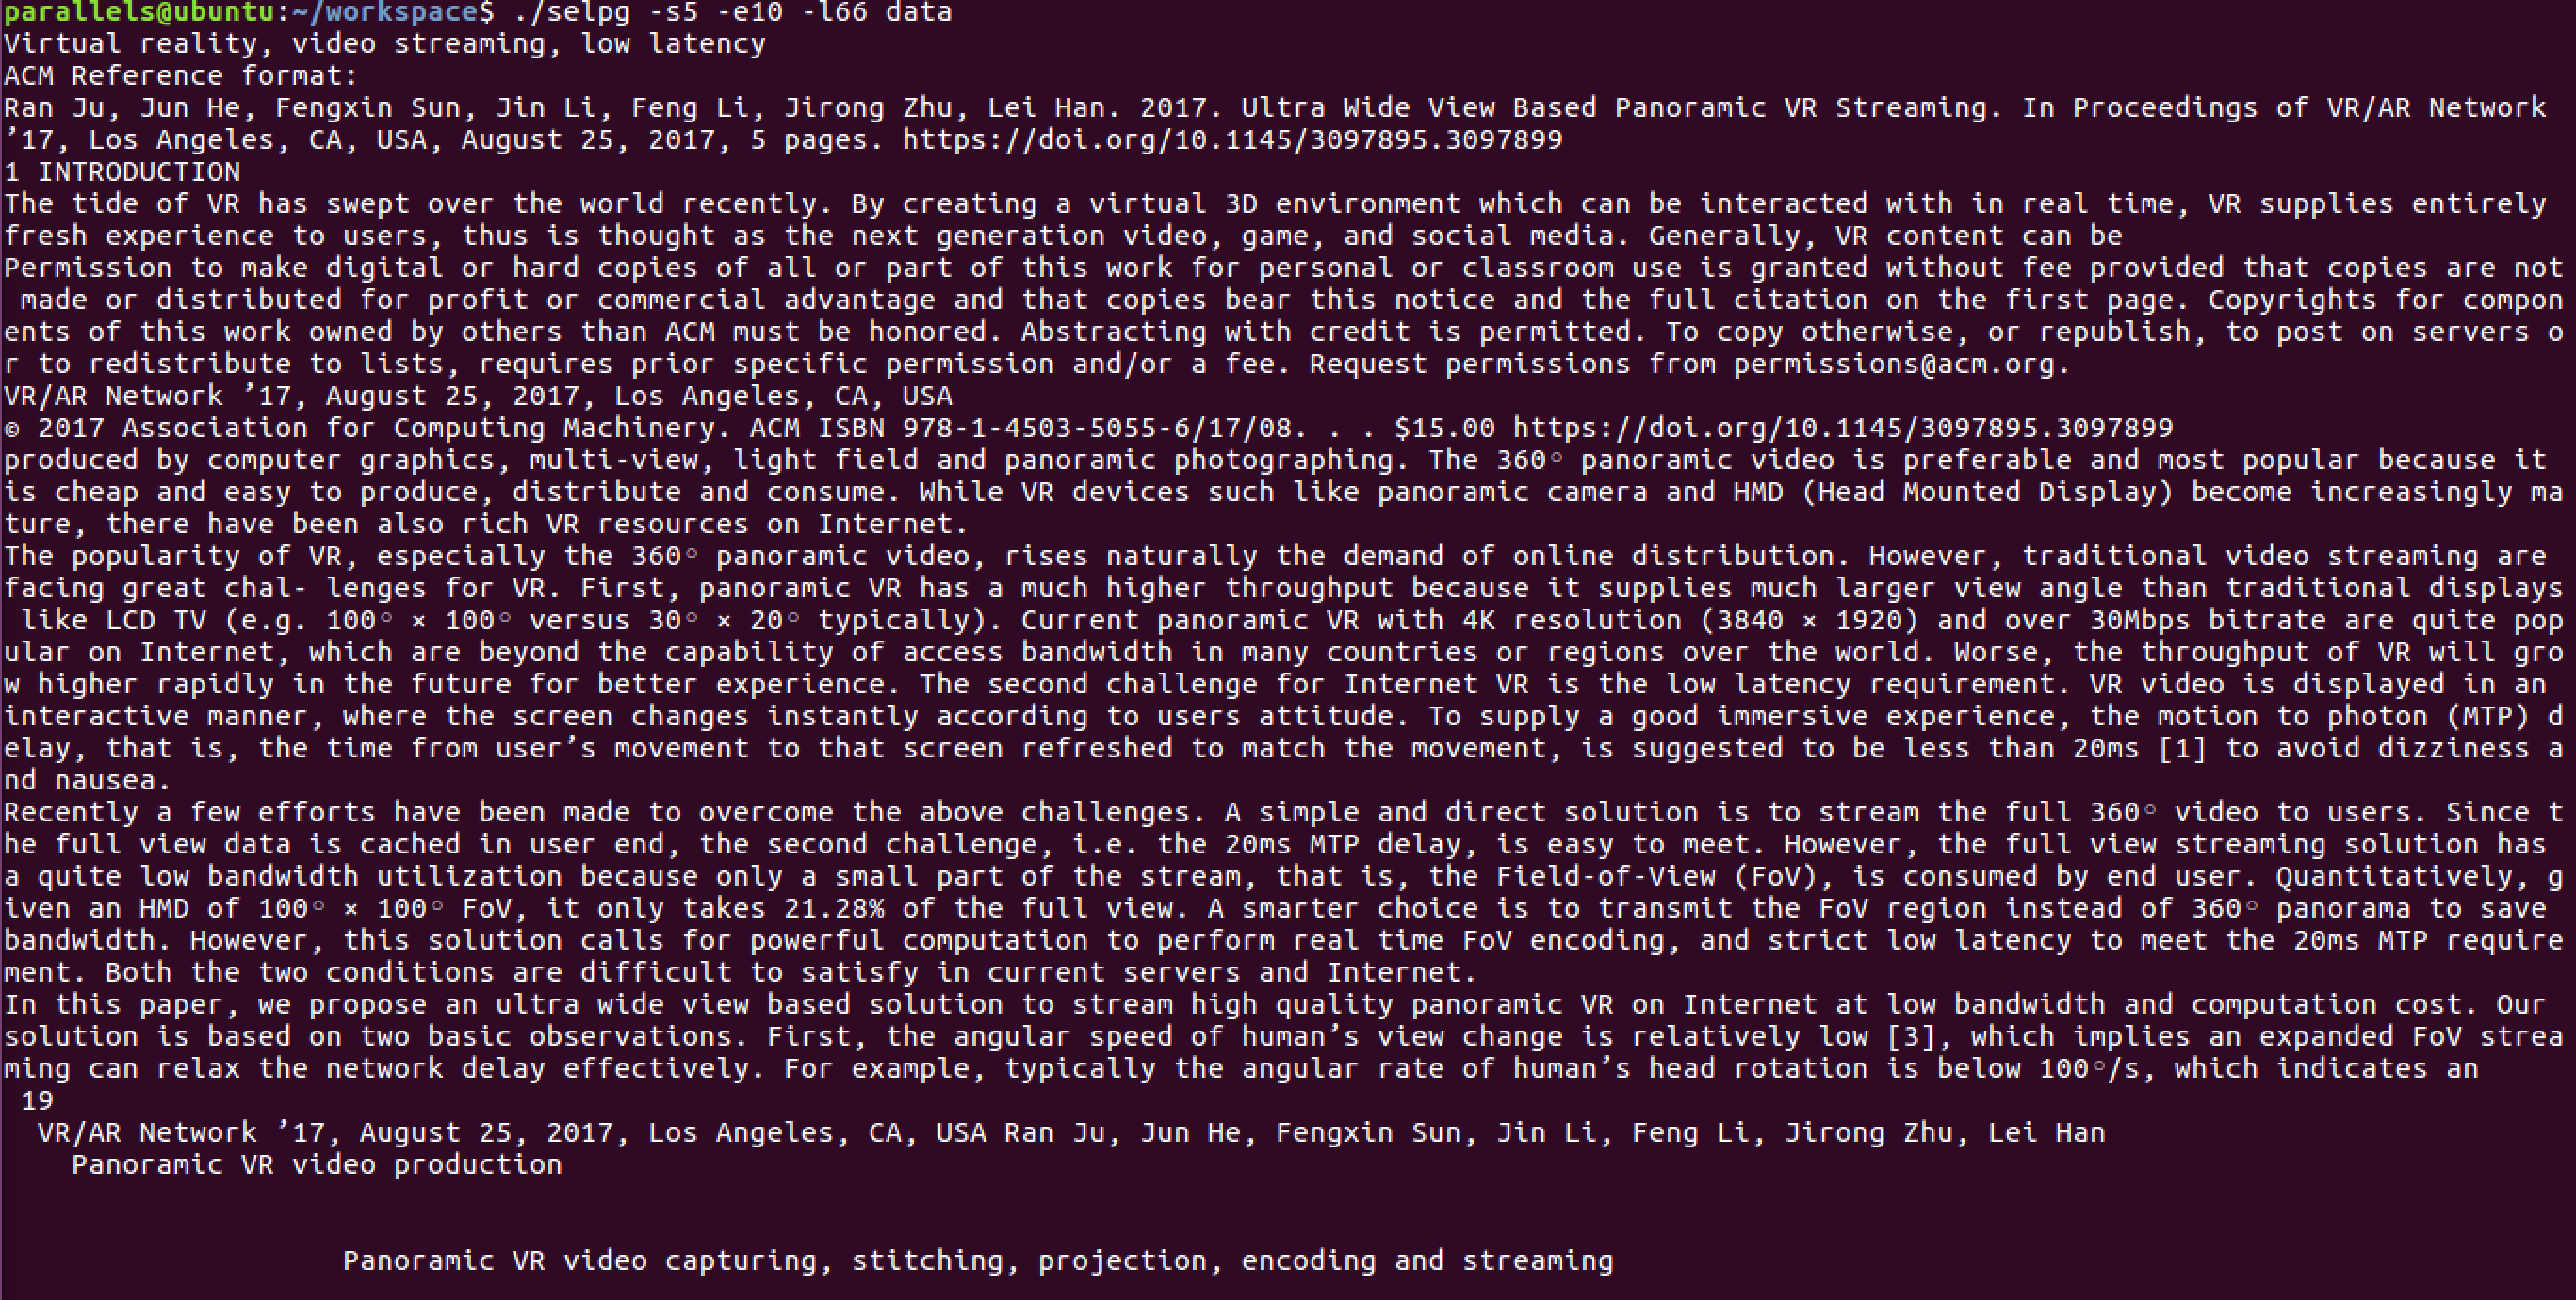 parallels@ubuntu:~/workspace$ ./selpg -s5 -e10 -l66 data
Virtual reality, video streaming, low latency
ACM Reference format:
Ran Ju, Jun He, Fengxin Sun, Jin Li, Feng Li, Jirong Zhu, Lei Han. 2017. Ultra Wide View Based Panoramic VR Streaming. In Proceedings of VR/AR Network
’17, Los Angeles, CA, USA, August 25, 2017, 5 pages. https://doi.org/10.1145/3097895.3097899
1 INTRODUCTION
The tide of VR has swept over the world recently. By creating a virtual 3D environment which can be interacted with in real time, VR supplies entirely
fresh experience to users, thus is thought as the next generation video, game, and social media. Generally, VR content can be
Permission to make digital or hard copies of all or part of this work for personal or classroom use is granted without fee provided that copies are not
 made or distributed for profit or commercial advantage and that copies bear this notice and the full citation on the first page. Copyrights for compon
ents of this work owned by others than ACM must be honored. Abstracting with credit is permitted. To copy otherwise, or republish, to post on servers o
r to redistribute to lists, requires prior specific permission and/or a fee. Request permissions from permissions@acm.org.
VR/AR Network ’17, August 25, 2017, Los Angeles, CA, USA
© 2017 Association for Computing Machinery. ACM ISBN 978-1-4503-5055-6/17/08. . . $15.00 https://doi.org/10.1145/3097895.3097899
produced by computer graphics, multi-view, light field and panoramic photographing. The 360◦ panoramic video is preferable and most popular because it
is cheap and easy to produce, distribute and consume. While VR devices such like panoramic camera and HMD (Head Mounted Display) become increasingly ma
ture, there have been also rich VR resources on Internet.
The popularity of VR, especially the 360◦ panoramic video, rises naturally the demand of online distribution. However, traditional video streaming are
facing great chal- lenges for VR. First, panoramic VR has a much higher throughput because it supplies much larger view angle than traditional displays
 like LCD TV (e.g. 100◦ × 100◦ versus 30◦ × 20◦ typically). Current panoramic VR with 4K resolution (3840 × 1920) and over 30Mbps bitrate are quite pop
ular on Internet, which are beyond the capability of access bandwidth in many countries or regions over the world. Worse, the throughput of VR will gro
w higher rapidly in the future for better experience. The second challenge for Internet VR is the low latency requirement. VR video is displayed in an
interactive manner, where the screen changes instantly according to users attitude. To supply a good immersive experience, the motion to photon (MTP) d
elay, that is, the time from user’s movement to that screen refreshed to match the movement, is suggested to be less than 20ms [1] to avoid dizziness a
nd nausea.
Recently a few efforts have been made to overcome the above challenges. A simple and direct solution is to stream the full 360◦ video to users. Since t
he full view data is cached in user end, the second challenge, i.e. the 20ms MTP delay, is easy to meet. However, the full view streaming solution has
a quite low bandwidth utilization because only a small part of the stream, that is, the Field-of-View (FoV), is consumed by end user. Quantitatively, g
iven an HMD of 100◦ × 100◦ FoV, it only takes 21.28% of the full view. A smarter choice is to transmit the FoV region instead of 360◦ panorama to save
bandwidth. However, this solution calls for powerful computation to perform real time FoV encoding, and strict low latency to meet the 20ms MTP require
ment. Both the two conditions are difficult to satisfy in current servers and Internet.
In this paper, we propose an ultra wide view based solution to stream high quality panoramic VR on Internet at low bandwidth and computation cost. Our
solution is based on two basic observations. First, the angular speed of human’s view change is relatively low [3], which implies an expanded FoV strea
ming can relax the network delay effectively. For example, typically the angular rate of human’s head rotation is below 100◦/s, which indicates an
 19
  VR/AR Network ’17, August 25, 2017, Los Angeles, CA, USA Ran Ju, Jun He, Fengxin Sun, Jin Li, Feng Li, Jirong Zhu, Lei Han
    Panoramic VR video production
                    Panoramic VR video capturing, stitching, projection, encoding and streaming